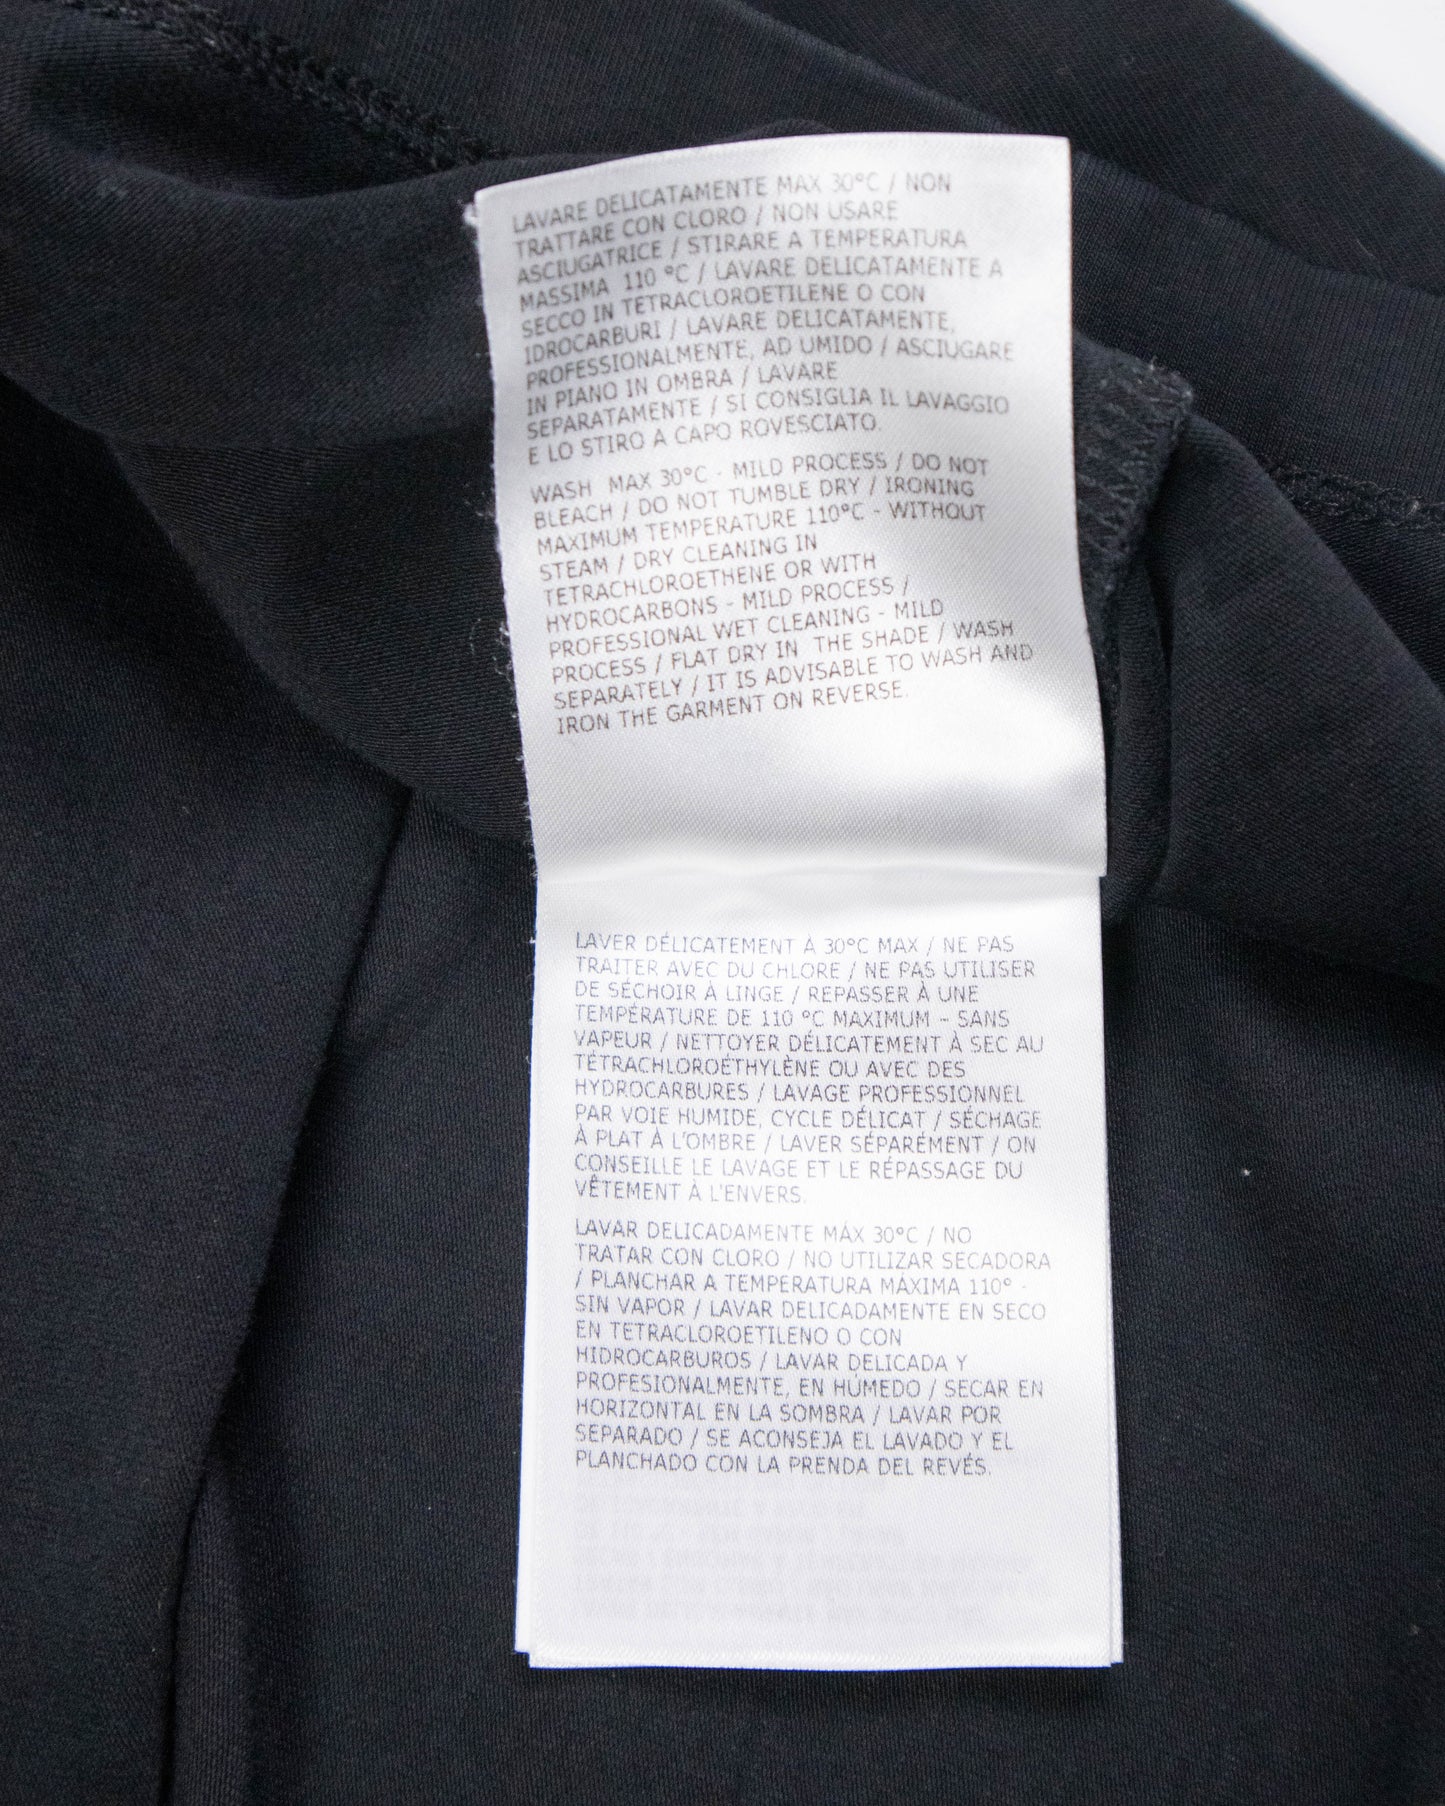 LAVARE DELICATAMENTE MAX 30°C / NON
TRATTARE CON CLORO / NON USARE
ASCIUGATRICE / STIRARE A TEMPERATURA
MASSIMA 110 °C / LAVARE DELICATAMENTE A
SECCO IN TETRACLOROETILENE O CON
IDROCARBURI / LAVARE DELICATAMENTE,
PROFESSIONALMENTE, AD UMIDO / ASCIUGARE
IN PIANO IN OMBRA / LAVARE
SEPARATAMENTE / SI CONSIGLIA IL LAVAGGIO
E LO STIRO A CAPO ROVESCIATO.
WASH MAX 30°C - MILD PROCESS / DO NOT
BLEACH / DO NOT TUMBLE DRY / IRONING
MAXIMUM TEMPERATURE 110°C - WITHOUT
STEAM / DRY CLEANING IN
TETRACHLOROETHENE OR WITH
HYDROCARBONS - MILD PROCESS /
PROFESSIONAL WET CLEANING - MILD
PROCESS / FLAT DRY IN THE SHADE / WASH
SEPARATELY / IT IS ADVISABLE TO WASH AND
IRON THE GARMENT ON REVERSE.
LAVER DÉLICATEMENT À 30°C MAX / NE PAS
TRAITER AVEC DU CHLORE / NE PAS UTILISER
DE SÉCHOIR À LINGE / REPASSER À UNE
TEMPÉRATURE DE 110 °C MAXIMUM – SANS
VAPEUR / NETTOYER DÉLICATEMENT À SEC AU
TÉTRACHLOROÉTHYLÈNE OU AVEC DES
HYDROCARBURES / LAVAGE PROFESSIONNEL
PAR VOIE HUMIDE, CYCLE DÉLICAT / SÉCHAGE
À PLAT À L'OMBRE / LAVER SÉPARÉMENT / ON
CONSEILLE LE LAVAGE ET LE RÉPASSAGE DU
VÊTEMENT À L'ENVERS.
LAVAR DELICADAMENTE MÁX 30°C / NO
TRATAR CON CLORO / NO UTILIZAR SECADORA
/ PLANCHAR A TEMPERATURA MÁXIMA 110° -
SIN VAPOR / LAVAR DELICADAMENTE EN SECO
EN TETRACLOROETILENO O CON
HIDROCARBUROS / LAVAR DELICADA Y
PROFESIONALMENTE, EN HÚMEDO / SECAR EN
HORIZONTAL EN LA SOMBRA / LAVAR POR
SEPARADO / SE ACONSEJA EL LAVADO Y EL
PLANCHADO CON LA PRENDA DEL REVÉS.